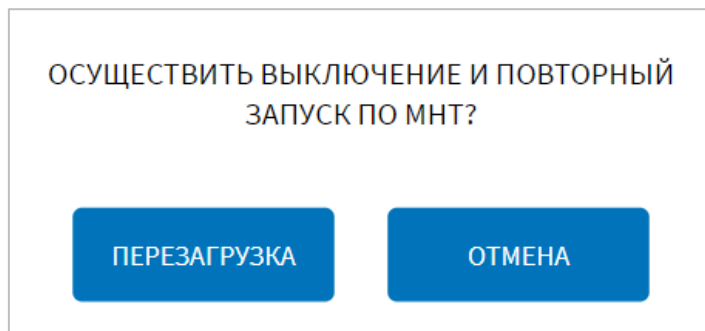 ОСУЩЕСТВИТЬ ВЫКЛЮЧЕНИЕ И ПОВТОРНЫЙ
ЗАПУСК ПО МНТ?
ПЕРЕЗАГРУЗКА
ОТМЕНА